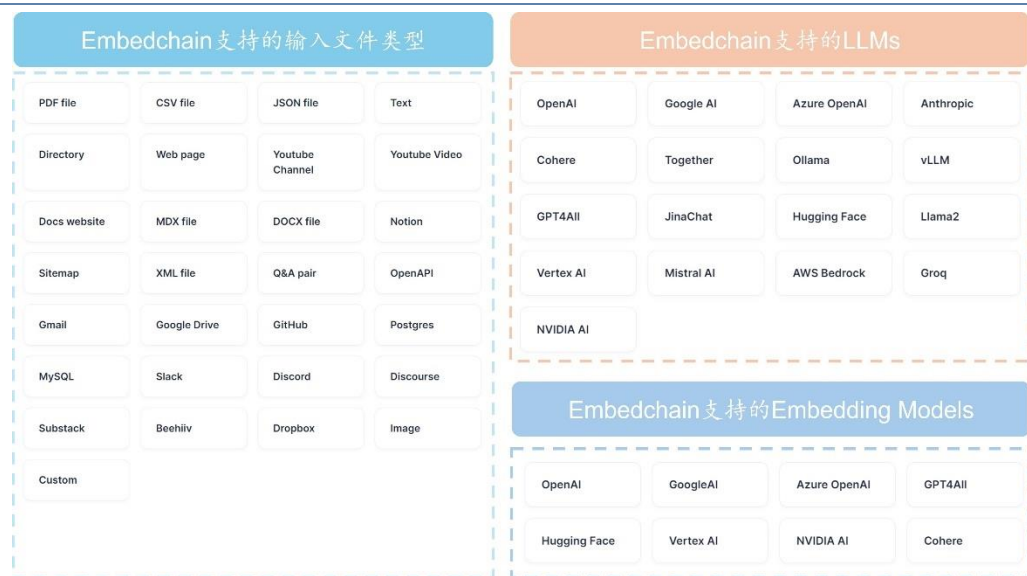 Embedchain支持的输入文件类型
PDF file
CSV file
JSON file
Text
Directory
Web page
Youtube
Channel
Youtube Video
Docs website
MDX file
DOCX file
Notion
Sitemap
XML file
Q&A pair
OpenAPI
Gmail
Google Drive
GitHub
Postgres
MySQL
Slack
Discord
Discourse
Substack
Beehiiv
Dropbox
Image
Custom
Embedchain支持的LLMs
OpenAI
Google AI
Azure OpenAI
Anthropic
Cohere
Together
Ollama
vLLM
GPT4All
JinaChat
Hugging Face
Llama2
Vertex AI
Mistral AI
AWS Bedrock
Groq
NVIDIA AI
Embedchain支持的Embedding Models
OpenAI
GoogleAI
Azure OpenAI
GPT4All
Hugging Face
Vertex AI
NVIDIA AI
Cohere